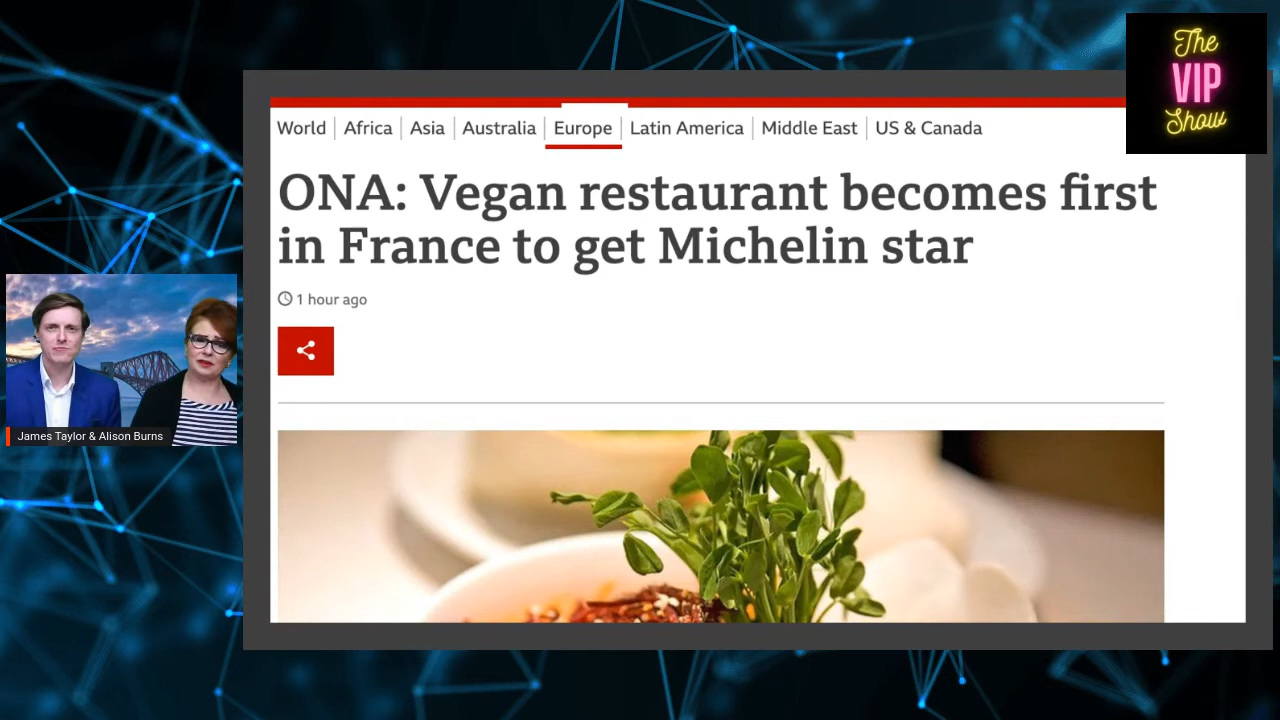 The
VIP
Show
World Africa Asia Australia Europe Latin America Middle East US & Canada
ONA: Vegan restaurant becomes first
in France to get Michelin star
1 hour ago
James Taylor & Alison Burns